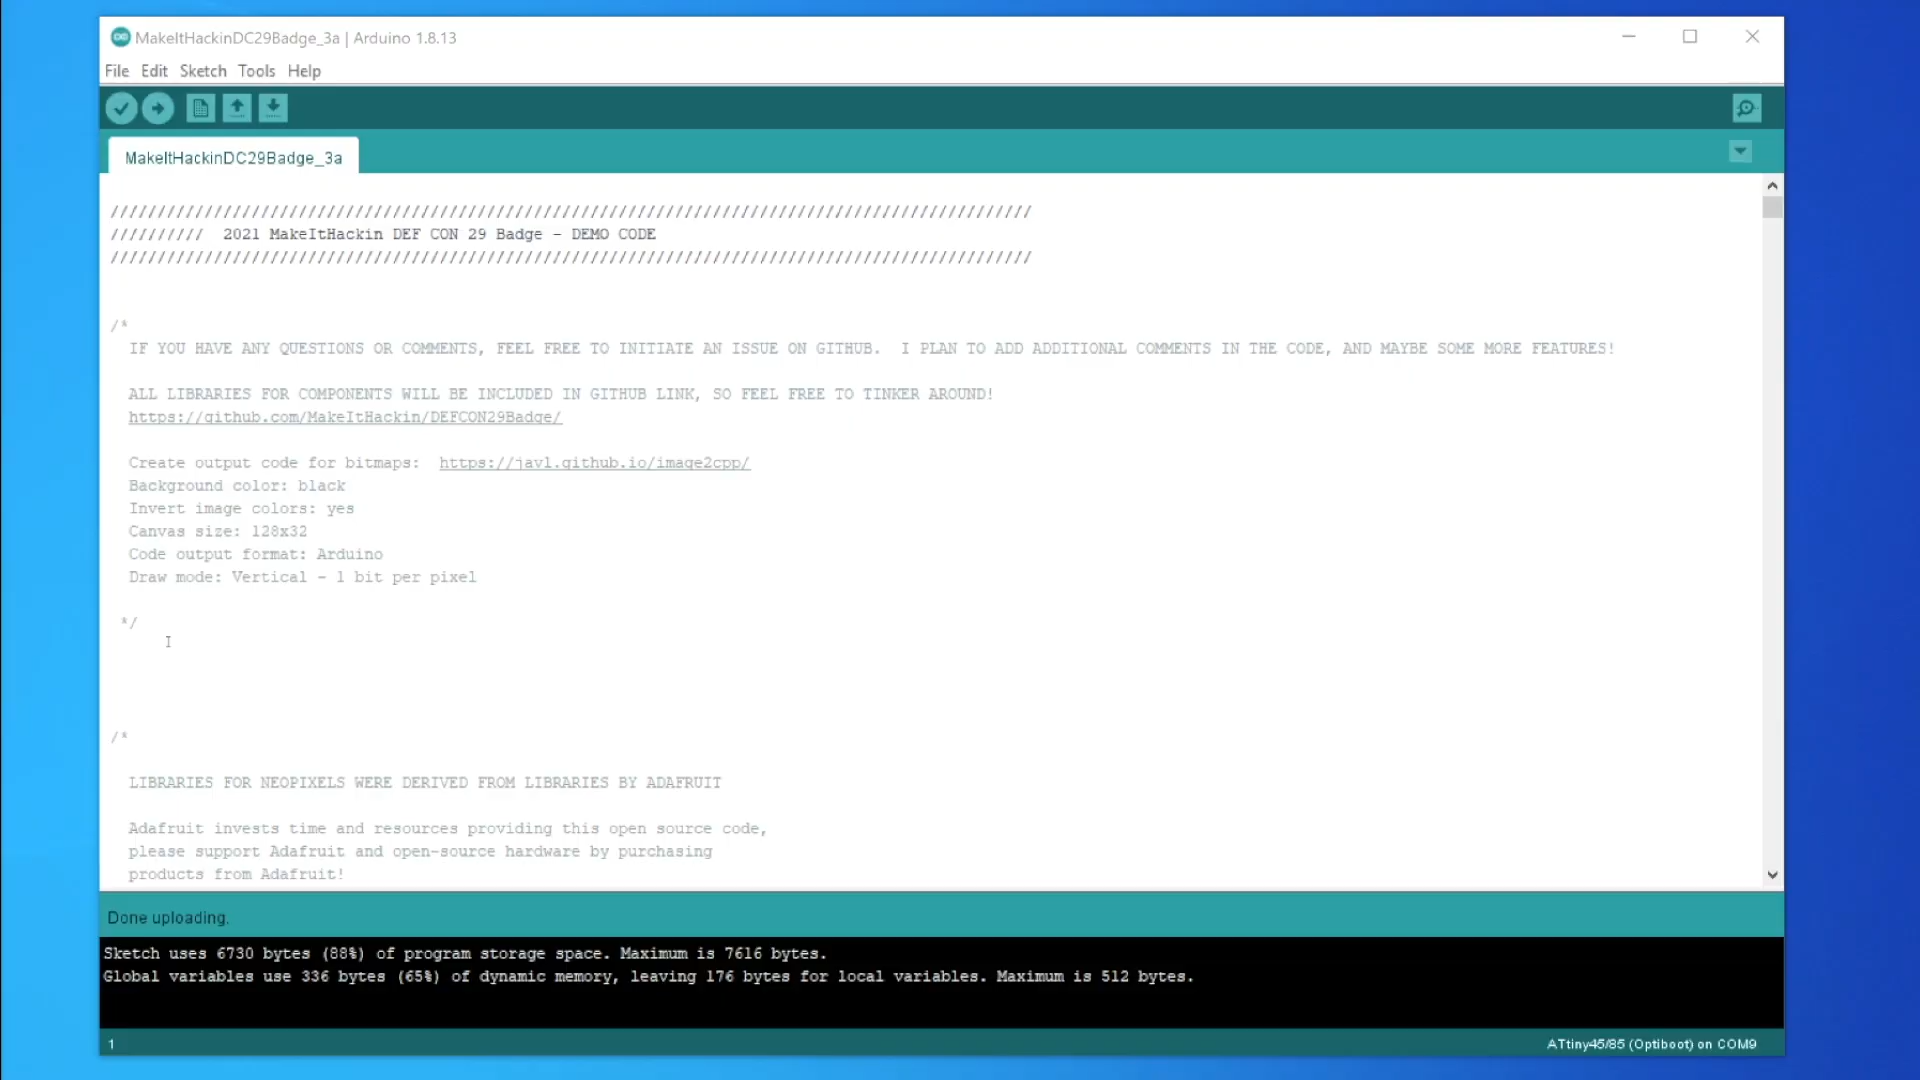 MakeItHackinDC29Badge_3a | Arduino 1.8.13
File Edit Sketch Tools Help
MakeItHackinDC29Badge_3a
//////////////////////////////////////////////////////////////////////////////////////////////////
//////////  2021 MakeItHackin DEF CON 29 Badge - DEMO CODE
//////////////////////////////////////////////////////////////////////////////////////////////////
/*
IF YOU HAVE ANY QUESTIONS OR COMMENTS, FEEL FREE TO INITIATE AN ISSUE ON GITHUB.  I PLAN TO ADD ADDITIONAL COMMENTS IN THE CODE, AND MAYBE SOME MORE FEATURES!
ALL LIBRARIES FOR COMPONENTS WILL BE INCLUDED IN GITHUB LINK, SO FEEL FREE TO TINKER AROUND!
https://github.com/MakeItHackin/DEFCON29Badge/
Create output code for bitmaps:  https://javl.github.io/image2cpp/
Background color: black
Invert image colors: yes
Canvas size: 128x32
Code output format: Arduino
Draw mode: Vertical - 1 bit per pixel
*/
/*
LIBRARIES FOR NEOPIXELS WERE DERIVED FROM LIBRARIES BY ADAFRUIT
Adafruit invests time and resources providing this open source code,
please support Adafruit and open-source hardware by purchasing
products from Adafruit!
Done uploading.
Sketch uses 6730 bytes (88%) of program storage space. Maximum is 7616 bytes.
Global variables use 336 bytes (65%) of dynamic memory, leaving 176 bytes for local variables. Maximum is 512 bytes.
1
ATtiny45/85 (Optiboot) on COM9